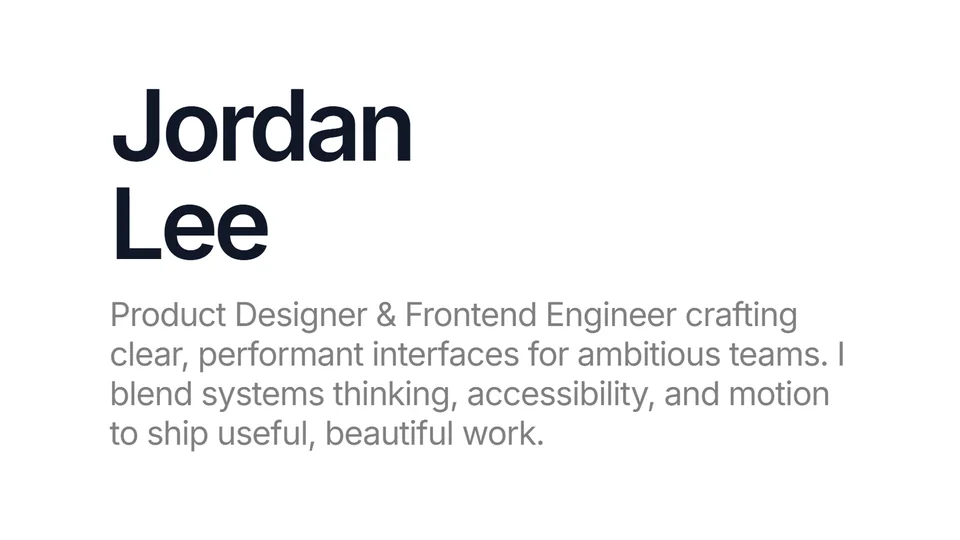 Jordan
Lee
Product Designer & Frontend Engineer crafting
clear, performant interfaces for ambitious teams. I
blend systems thinking, accessibility, and motion
to ship useful, beautiful work.